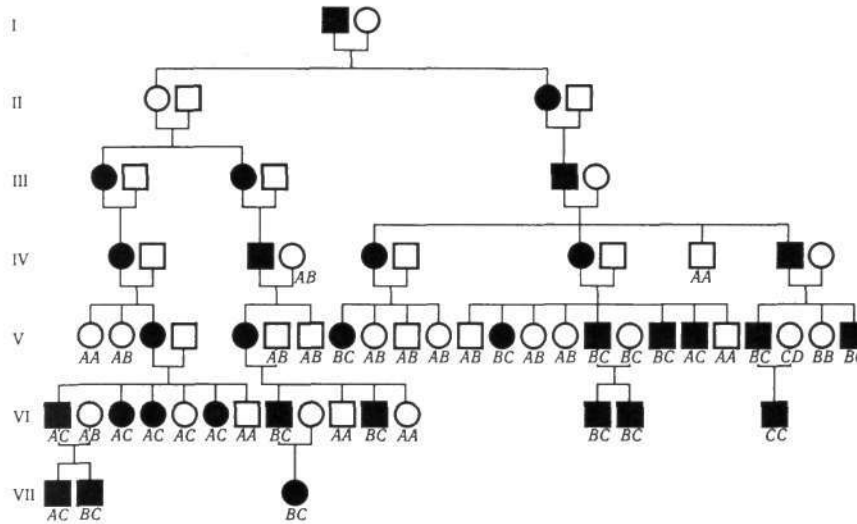 I
II
III
IV
AB AA
V
AA AB AB AB BC AB AB AB AB BC AB AB BC BC BC AC AA BC CD BB
VI
AC AB AC AC AC AC AA BC AA BC AA BC BC CC
VII
AC BC BC